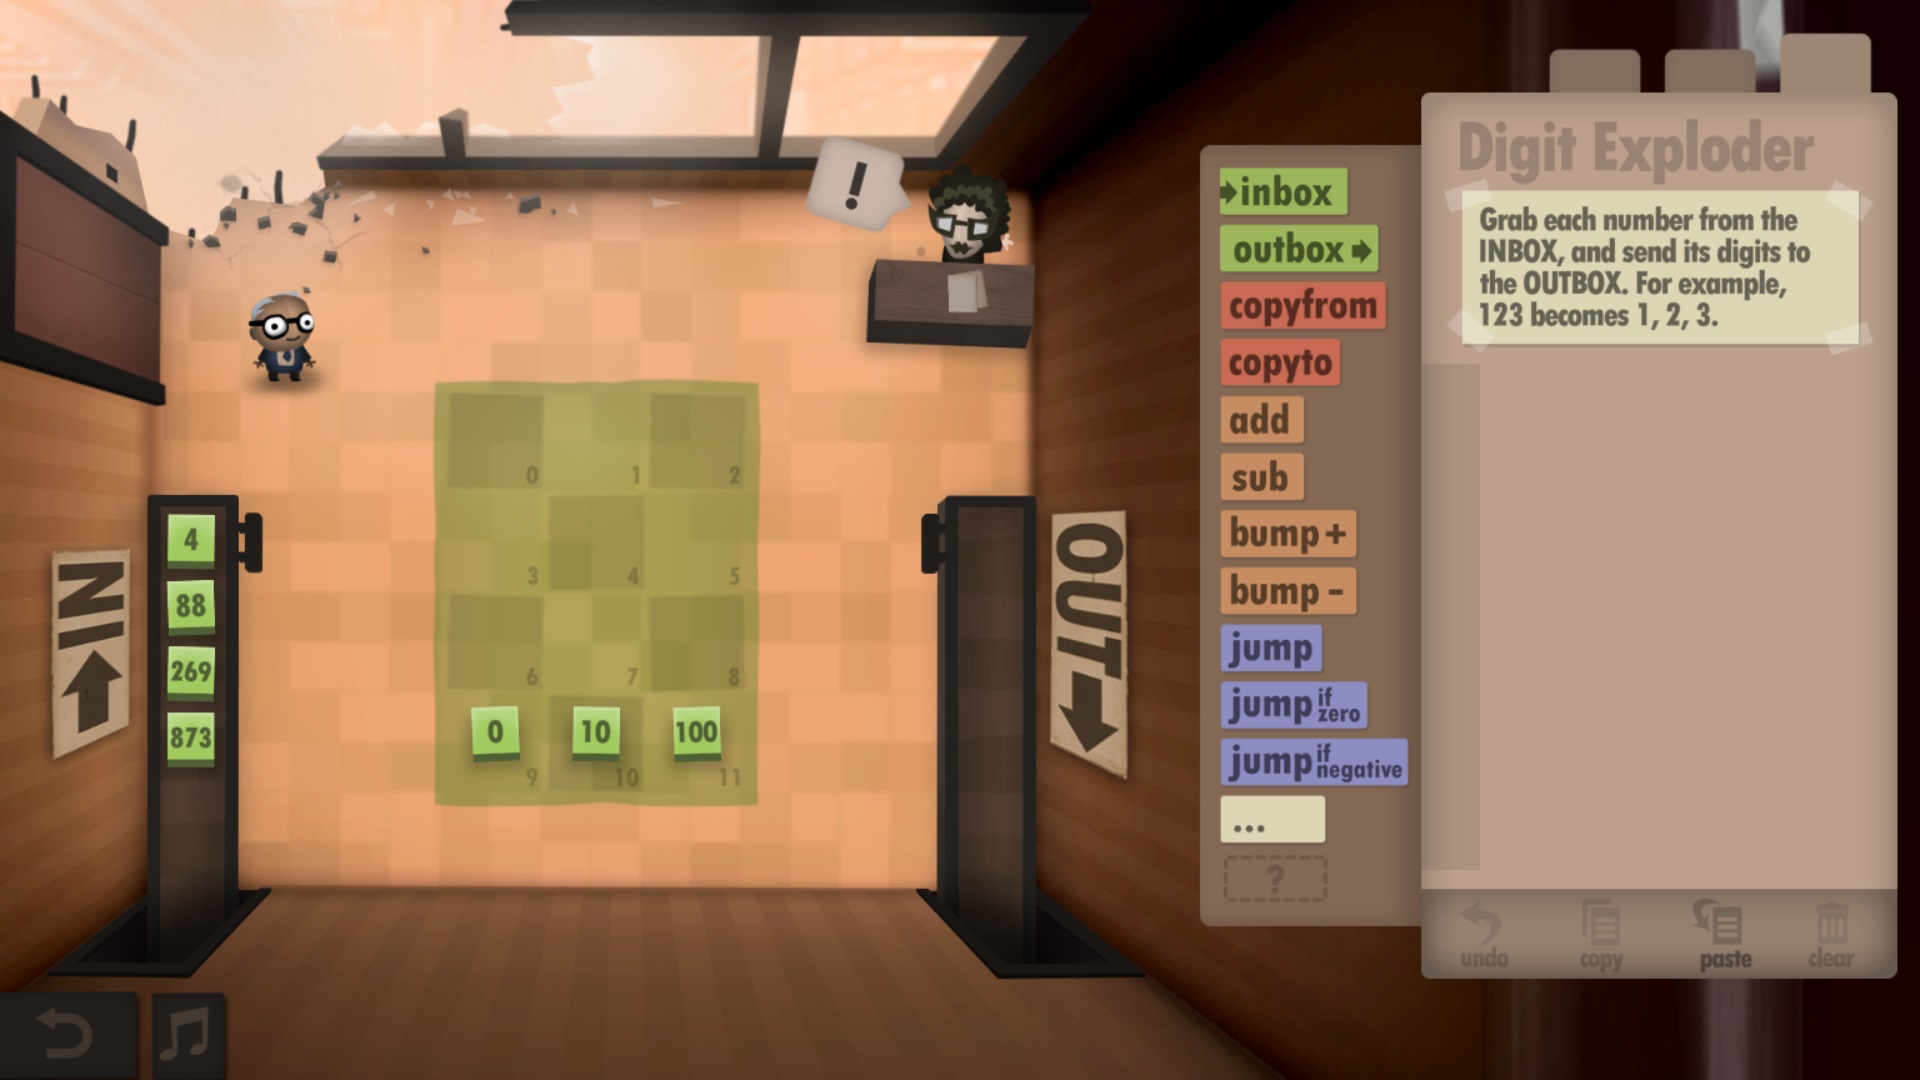 Digit Exploder
Grab each number from the
INBOX, and send its digits to
the OUTBOX. For example,
123 becomes 1, 2, 3.
inbox
outbox
copyfrom
copyto
add
sub
bump +
bump -
jump
jump if zero
jump if negative
...
?
!
0 1 2
3 4 5
6 7 8
0 10 100
9 10 11
IN
4
88
269
873
OUT
undo copy paste clear